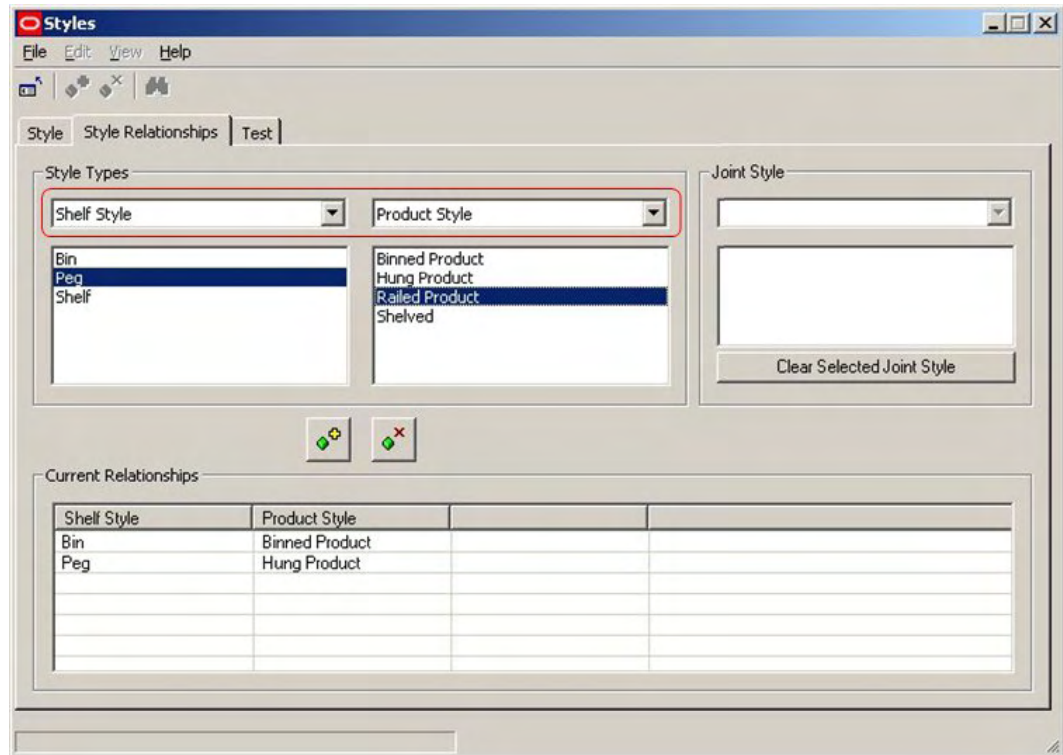 Styles
File Edit View Help
Style Style Relationships Test
Style Types
Joint Style
Shelf Style
Product Style
Bin
Peg
Shelf
Binned Product
Hung Product
Railed Product
Shelved
Clear Selected Joint Style
Current Relationships
Shelf Style Product Style
Bin Binned Product
Peg Hung Product